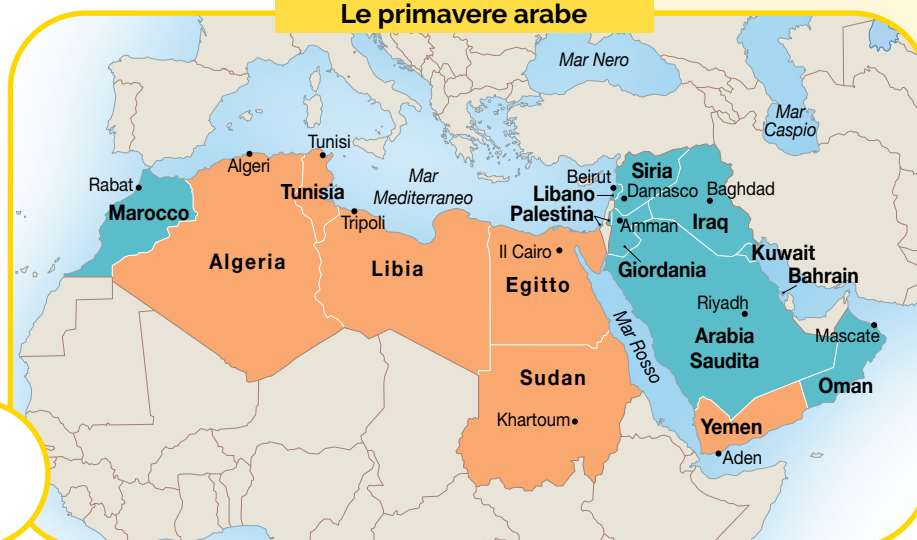 Le primavere arabe
Mar Nero
Mar
Caspio
Tunisi
Algeri
Rabat
Marocco
Tunisia
Mar
Mediterraneo
Tripoli
Beirut
Siria
Libano
Damasco
Baghdad
Palestina
Amman
Iraq
Algeria
Libia
Il Cairo
Egitto
Giordania
Kuwait
Bahrain
Riyadh
Arabia
Saudita
Mascate
Oman
Mar Rosso
Sudan
Khartoum
Yemen
Aden